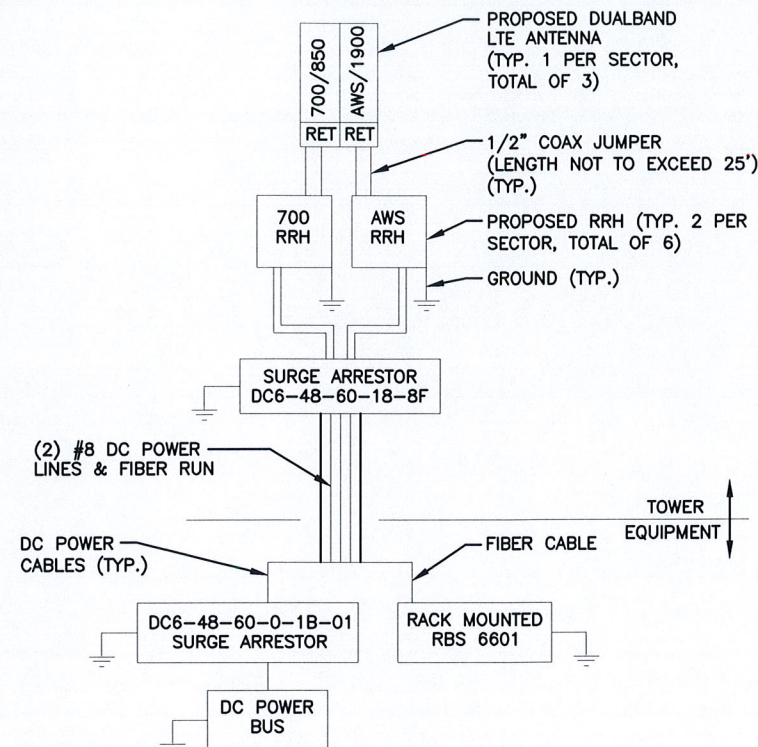 PROPOSED DUALBAND
LTE ANTENNA
(TYP. 1 PER SECTOR,
TOTAL OF 3)
700/850
AWS/1900
RET RET
1/2" COAX JUMPER
(LENGTH NOT TO EXCEED 25')
(TYP.)
700
RRH
AWS
RRH
PROPOSED RRH (TYP. 2 PER
SECTOR, TOTAL OF 6)
GROUND (TYP.)
SURGE ARRESTOR
DC6-48-60-18-8F
(2) #8 DC POWER
LINES & FIBER RUN
TOWER
EQUIPMENT
DC POWER
CABLES (TYP.)
FIBER CABLE
DC6-48-60-0-1B-01
SURGE ARRESTOR
RACK MOUNTED
RBS 6601
DC POWER
BUS